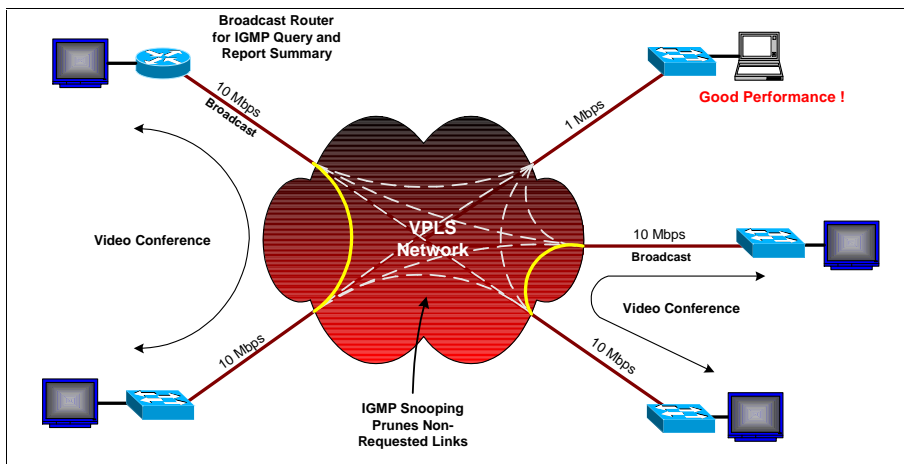 Broadcast Router
for IGMP Query and
Report Summary
10 Mbps
Broadcast
1 Mbps
Good Performance !
Video Conference
VPLS
Network
10 Mbps
Broadcast
Video Conference
10 Mbps
10 Mbps
IGMP Snooping
Prunes Non-
Requested Links